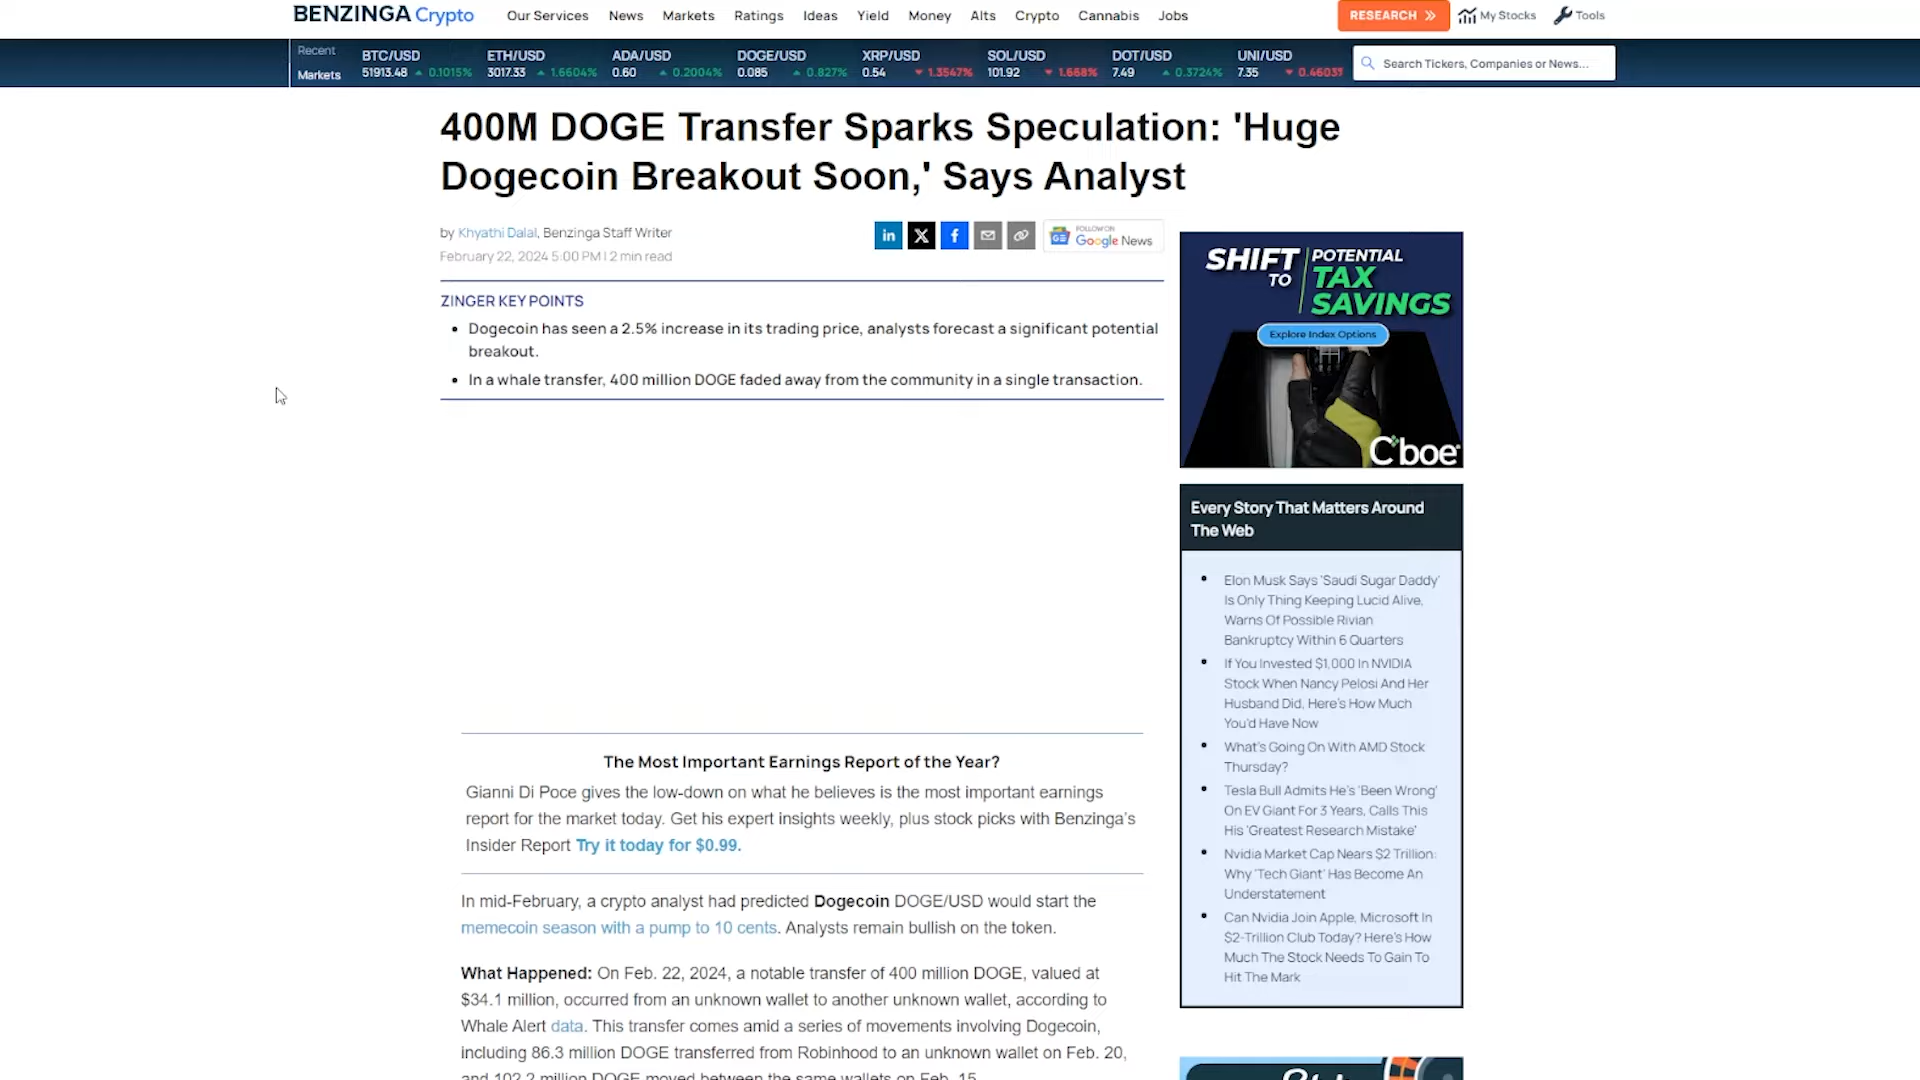 BENZINGA Crypto
Our Services News Markets Ratings Ideas Yield Money Alts Crypto Cannabis Jobs
RESEARCH
My Stocks
Tools
Recent
Markets
BTC/USD
51913.48 0.1015%
ETH/USD
3017.33 1.6604%
ADA/USD
0.60 0.2004%
DOGE/USD
0.085 0.827%
XRP/USD
0.54 1.3547%
SOL/USD
101.92 1.668%
DOT/USD
7.49 0.3724%
UNI/USD
7.35
Search Tickers, Companies or News...
400M DOGE Transfer Sparks Speculation: 'Huge
Dogecoin Breakout Soon,' Says Analyst
by Khyathi Dalal, Benzinga Staff Writer
February 22, 2024 5:00 PM | 2 min read
in X f
FOLLOW ON
Google News
ZINGER KEY POINTS
Dogecoin has seen a 2.5% increase in its trading price, analysts forecast a significant potential
breakout.
In a whale transfer, 400 million DOGE faded away from the community in a single transaction.
The Most Important Earnings Report of the Year?
Gianni Di Poce gives the low-down on what he believes is the most important earnings
report for the market today. Get his expert insights weekly, plus stock picks with Benzinga's
Insider Report Try it today for $0.99.
In mid-February, a crypto analyst had predicted Dogecoin DOGE/USD would start the
memecoin season with a pump to 10 cents. Analysts remain bullish on the token.
What Happened: On Feb. 22, 2024, a notable transfer of 400 million DOGE, valued at
$34.1 million, occurred from an unknown wallet to another unknown wallet, according to
Whale Alert data. This transfer comes amid a series of movements involving Dogecoin,
including 86.3 million DOGE transferred from Robinhood to an unknown wallet on Feb. 20,
and 102.2 million DOGE moved between the same wallets on Feb. 15.
SHIFT
TO
POTENTIAL
TAX
SAVINGS
Explore Index Options
Cboe
Every Story That Matters Around
The Web
Elon Musk Says 'Saudi Sugar Daddy'
Is Only Thing Keeping Lucid Alive,
Warns Of Possible Rivian
Bankruptcy Within 6 Quarters
If You Invested $1,000 In NVIDIA
Stock When Nancy Pelosi And Her
Husband Did, Here's How Much
You'd Have Now
What's Going On With AMD Stock
Thursday?
Tesla Bull Admits He's 'Been Wrong'
On EV Giant For 3 Years, Calls This
His 'Greatest Research Mistake'
Nvidia Market Cap Nears $2 Trillion:
Why 'Tech Giant' Has Become An
Understatement
Can Nvidia Join Apple, Microsoft In
$2-Trillion Club Today? Here's How
Much The Stock Needs To Gain To
Hit The Mark